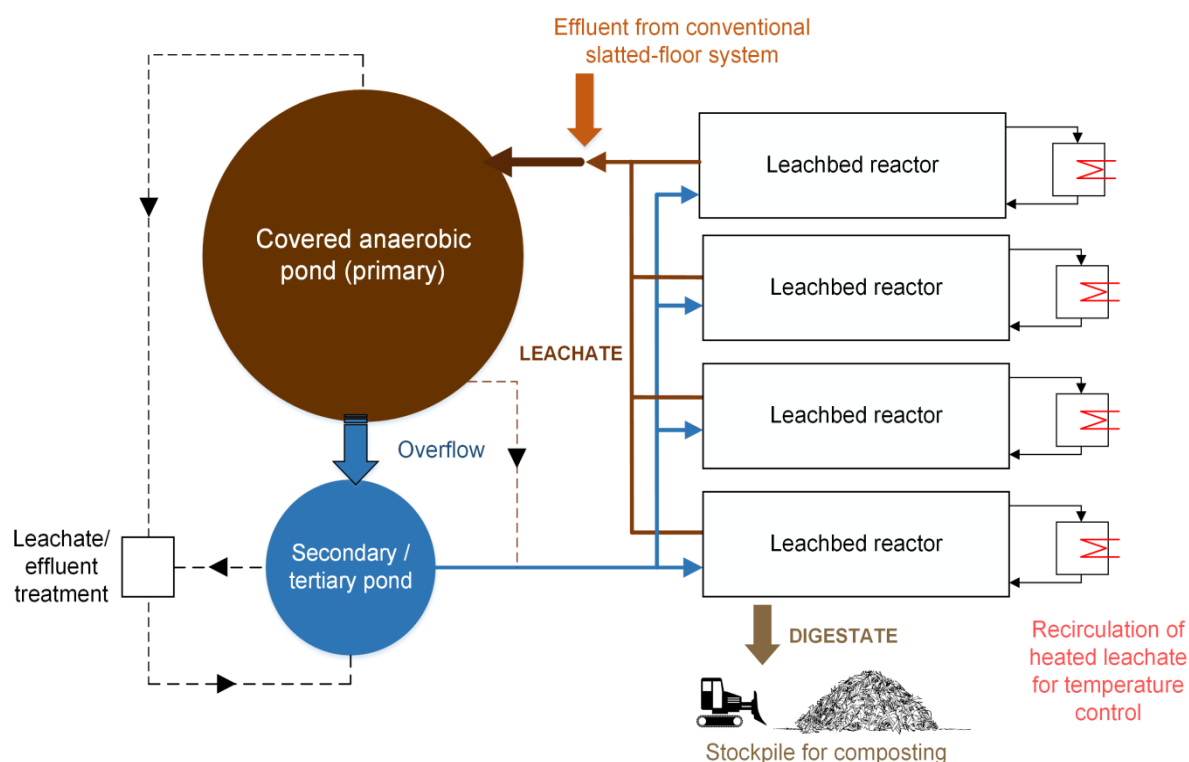 Effluent from conventional
slatted-floor system
Leachbed reactor
Covered anaerobic
pond (primary)
Leachbed reactor
LEACHATE
Leachbed reactor
Overflow
Leachbed reactor
Leachate/
effluent
treatment
Secondary /
tertiary pond
DIGESTATE
Recirculation of
heated leachate
for temperature
control
Stockpile for composting